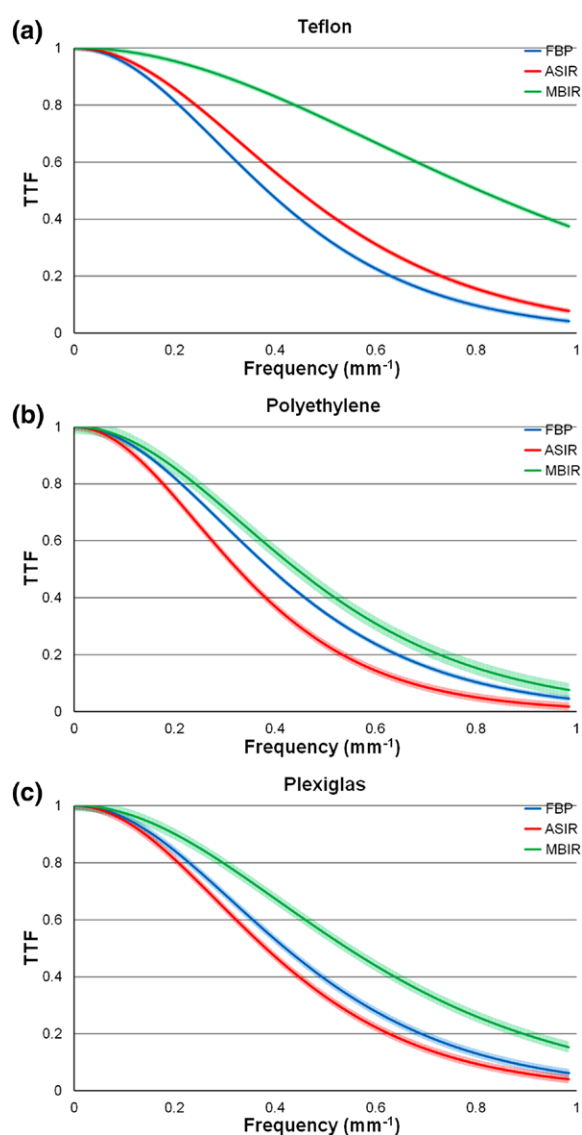 (a)
Teflon
FBP
ASIR
MBIR
TTF
1
0.8
0.6
0.4
0.2
0
0 0.2 0.4 0.6 0.8 1
Frequency (mm⁻¹)
(b)
Polyethylene
FBP
ASIR
MBIR
TTF
1
0.8
0.6
0.4
0.2
0
0 0.2 0.4 0.6 0.8 1
Frequency (mm⁻¹)
(c)
Plexiglas
FBP
ASIR
MBIR
TTF
1
0.8
0.6
0.4
0.2
0
0 0.2 0.4 0.6 0.8 1
Frequency (mm⁻¹)